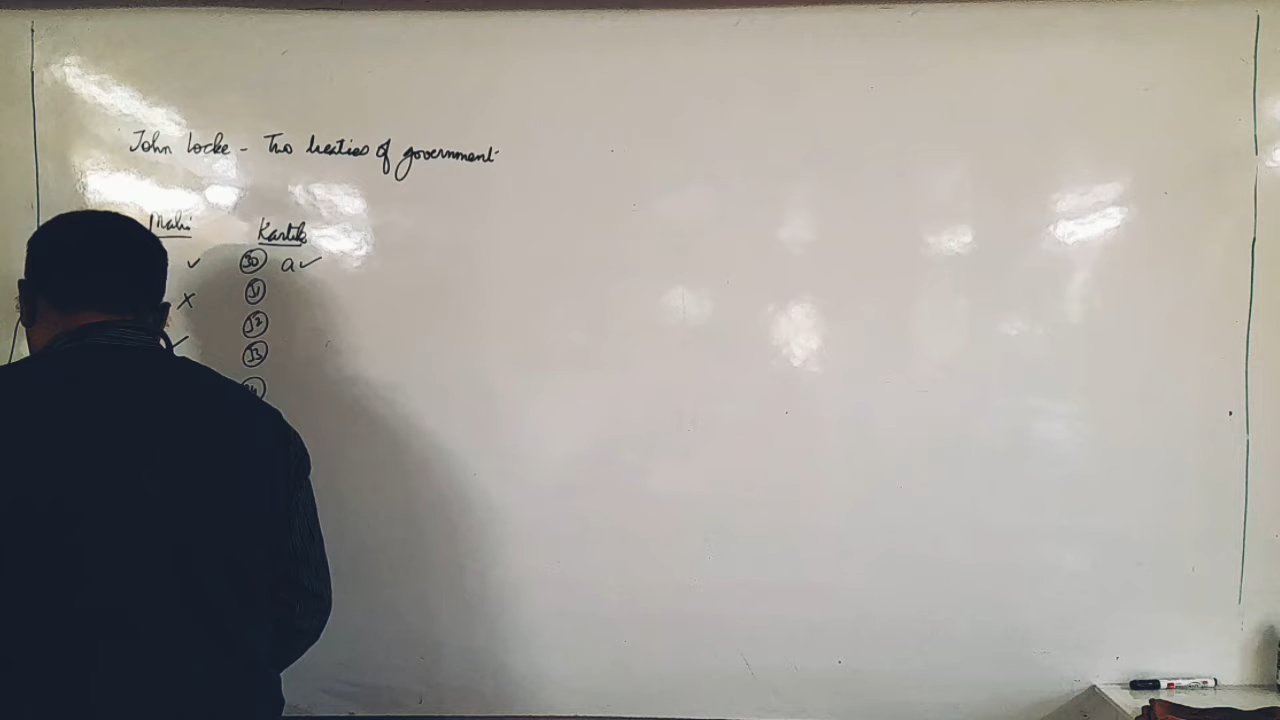 John Locke - Two treaties of government
Mahi Kartik
✓ 30 a ✓
✗ 31
✓ 32
33
34